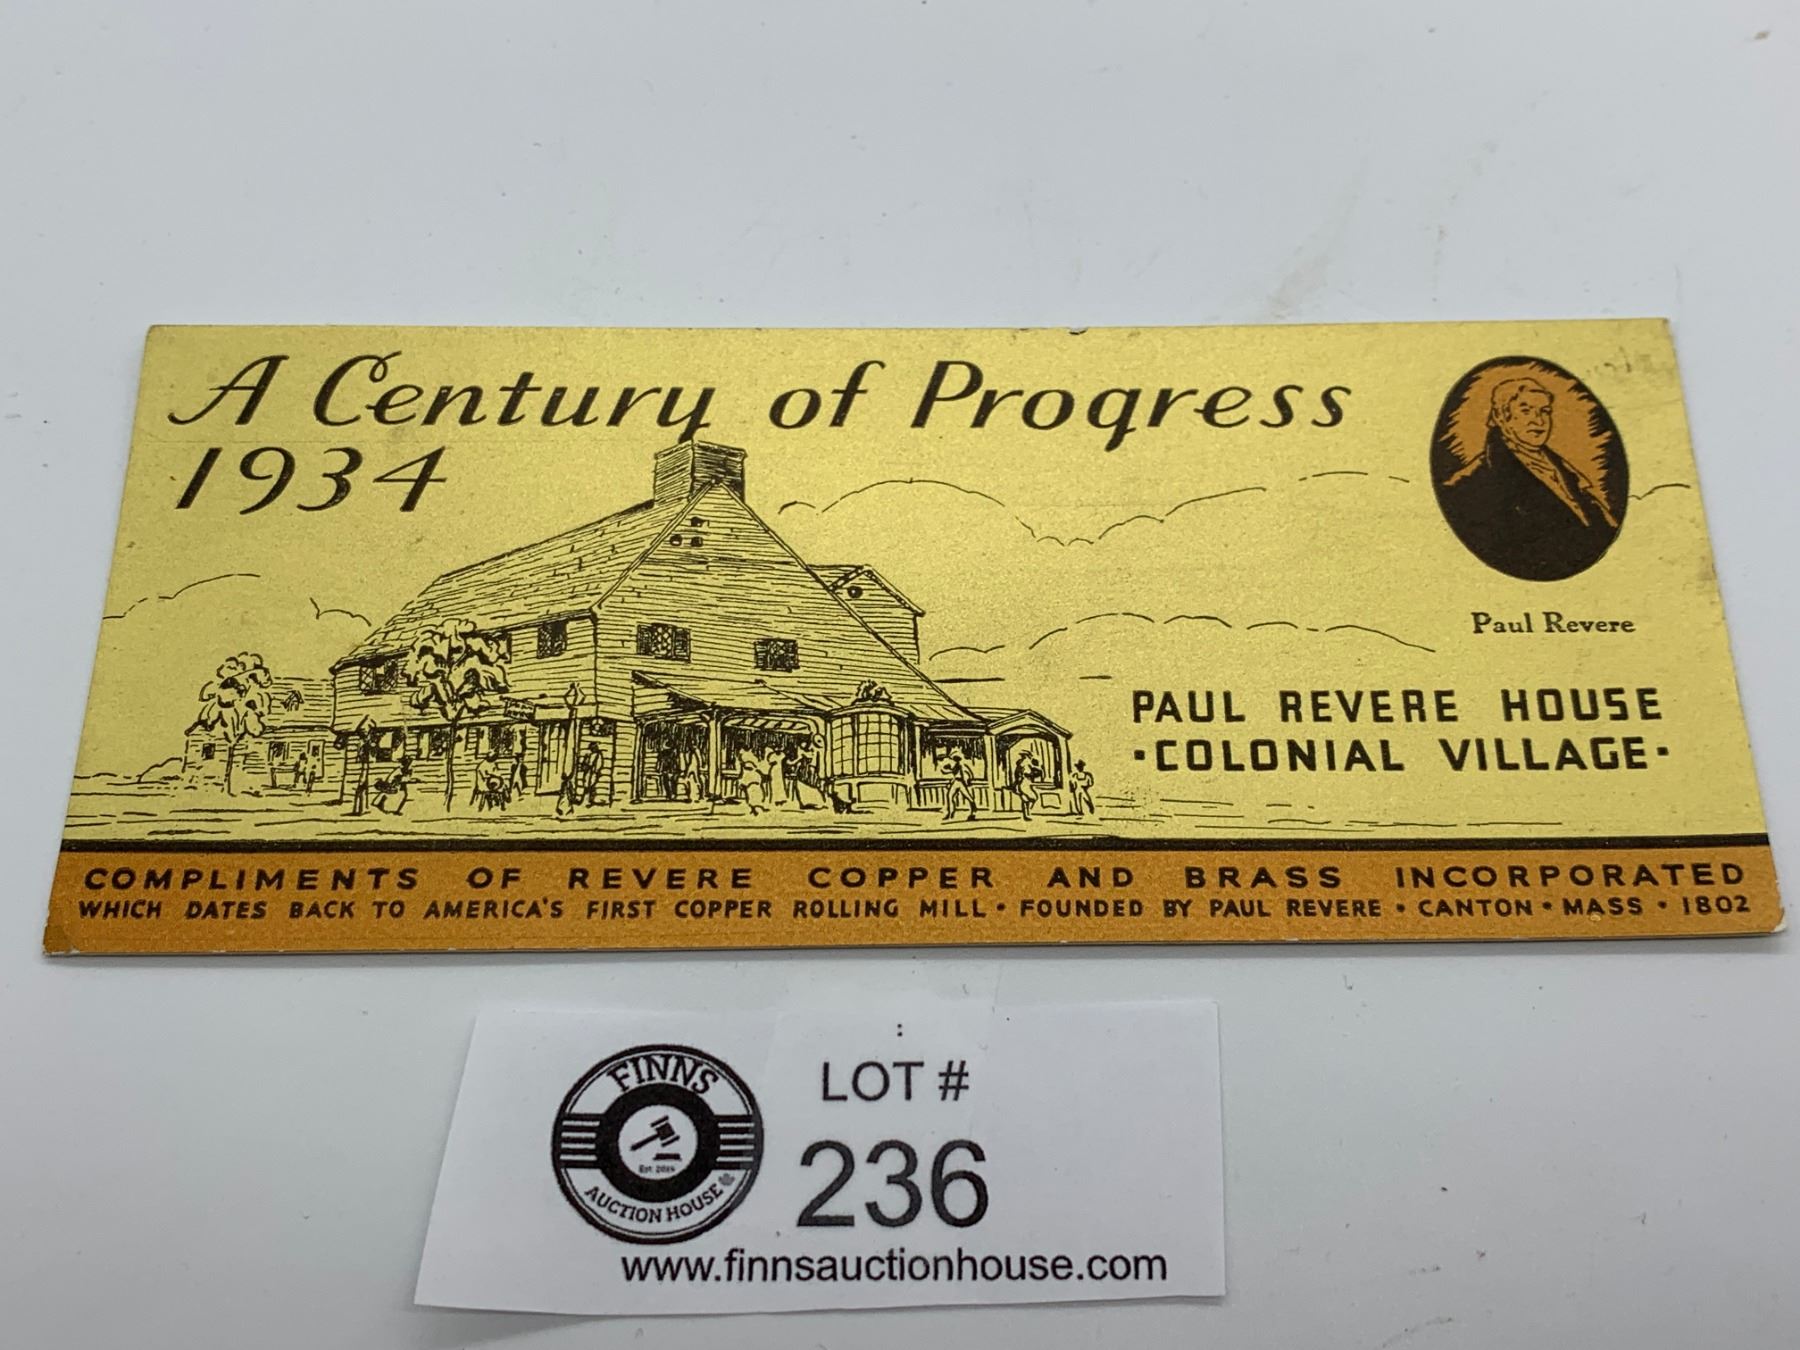 A Century of Progress
1934
Paul Revere
PAUL REVERE HOUSE
·COLONIAL VILLAGE·
COMPLIMENTS OF REVERE COPPER AND BRASS INCORPORATED
WHICH DATES BACK TO AMERICA'S FIRST COPPER ROLLING MILL · FOUNDED BY PAUL REVERE · CANTON · MASS · 1802
FINNS
AUCTION HOUSE
:
LOT #
236
www.finnsauctionhouse.com